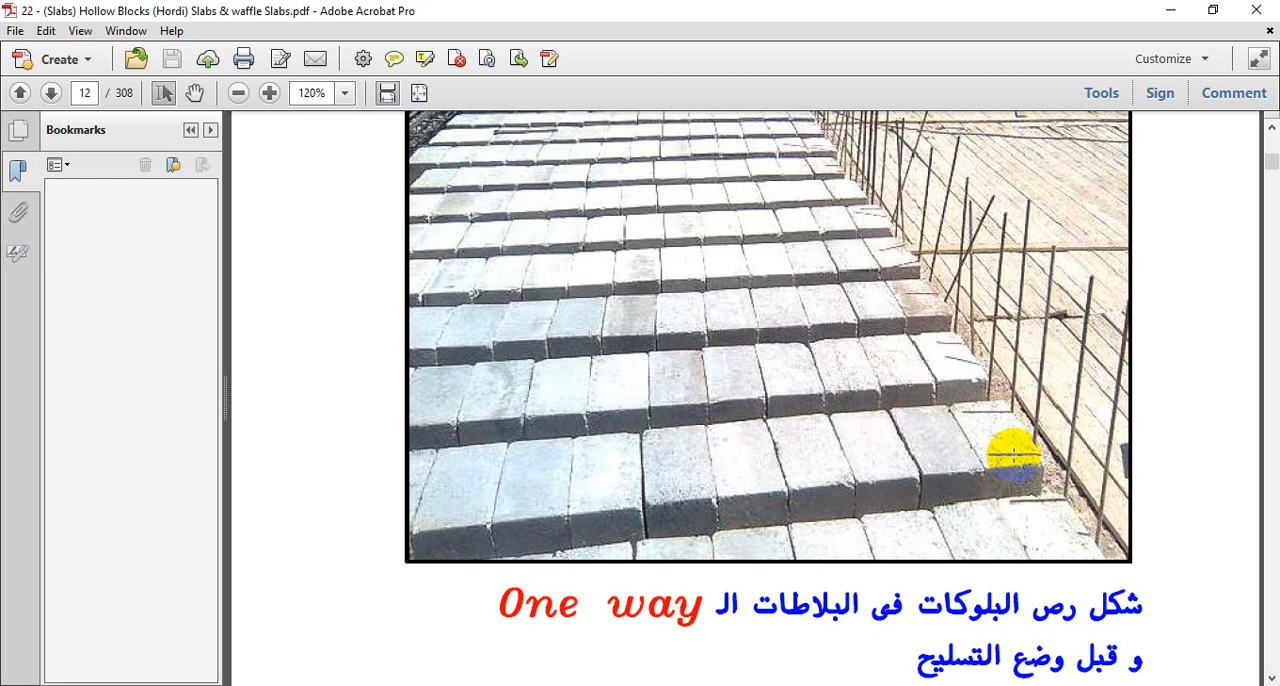 22 - (Slabs) Hollow Blocks (Hordi) Slabs & waffle Slabs.pdf - Adobe Acrobat Pro
File Edit View Window Help
Create Customize
12 / 308 120% Tools Sign Comment
Bookmarks
شكل رص البلوكات فى البلاطات الـ One way
و قبل وضع التسليح